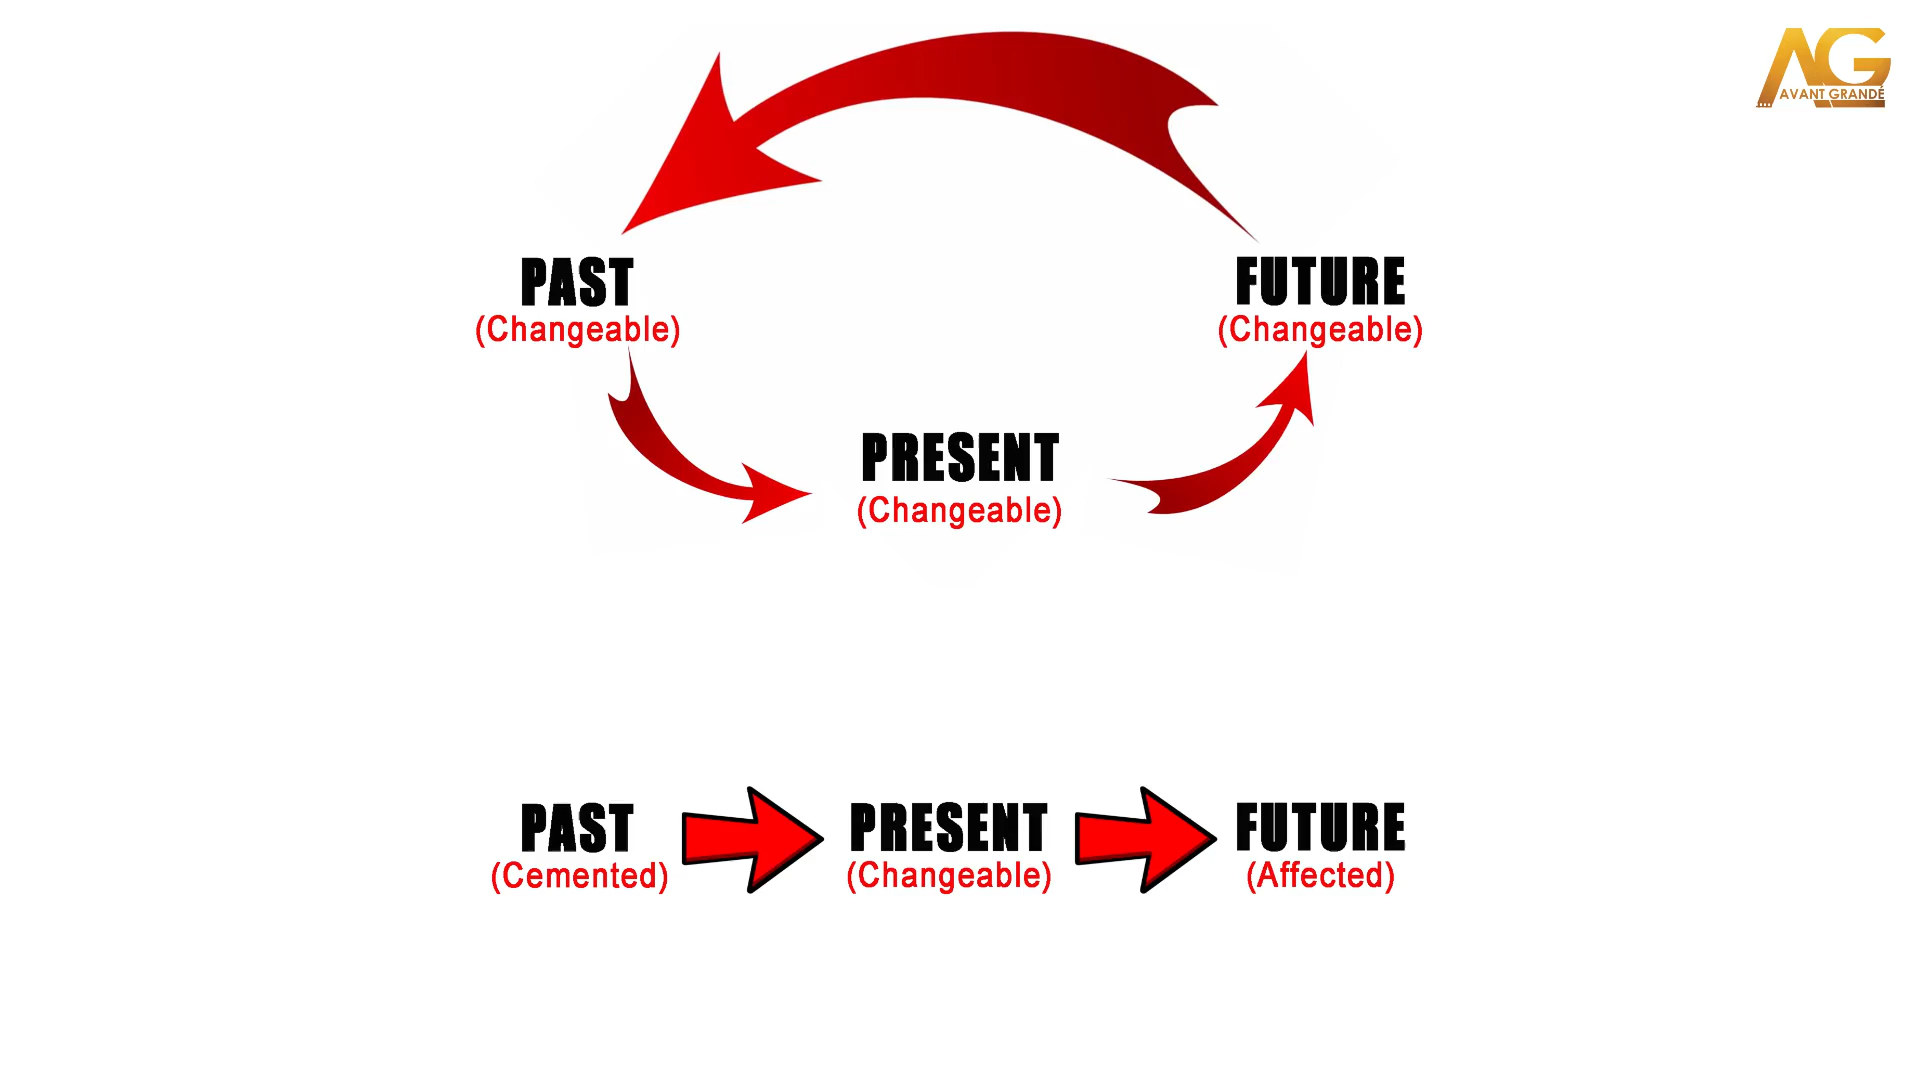 AG
AVANT GRANDÉ
PAST
(Changeable)
FUTURE
(Changeable)
PRESENT
(Changeable)
PAST
(Cemented)
PRESENT
(Changeable)
FUTURE
(Affected)